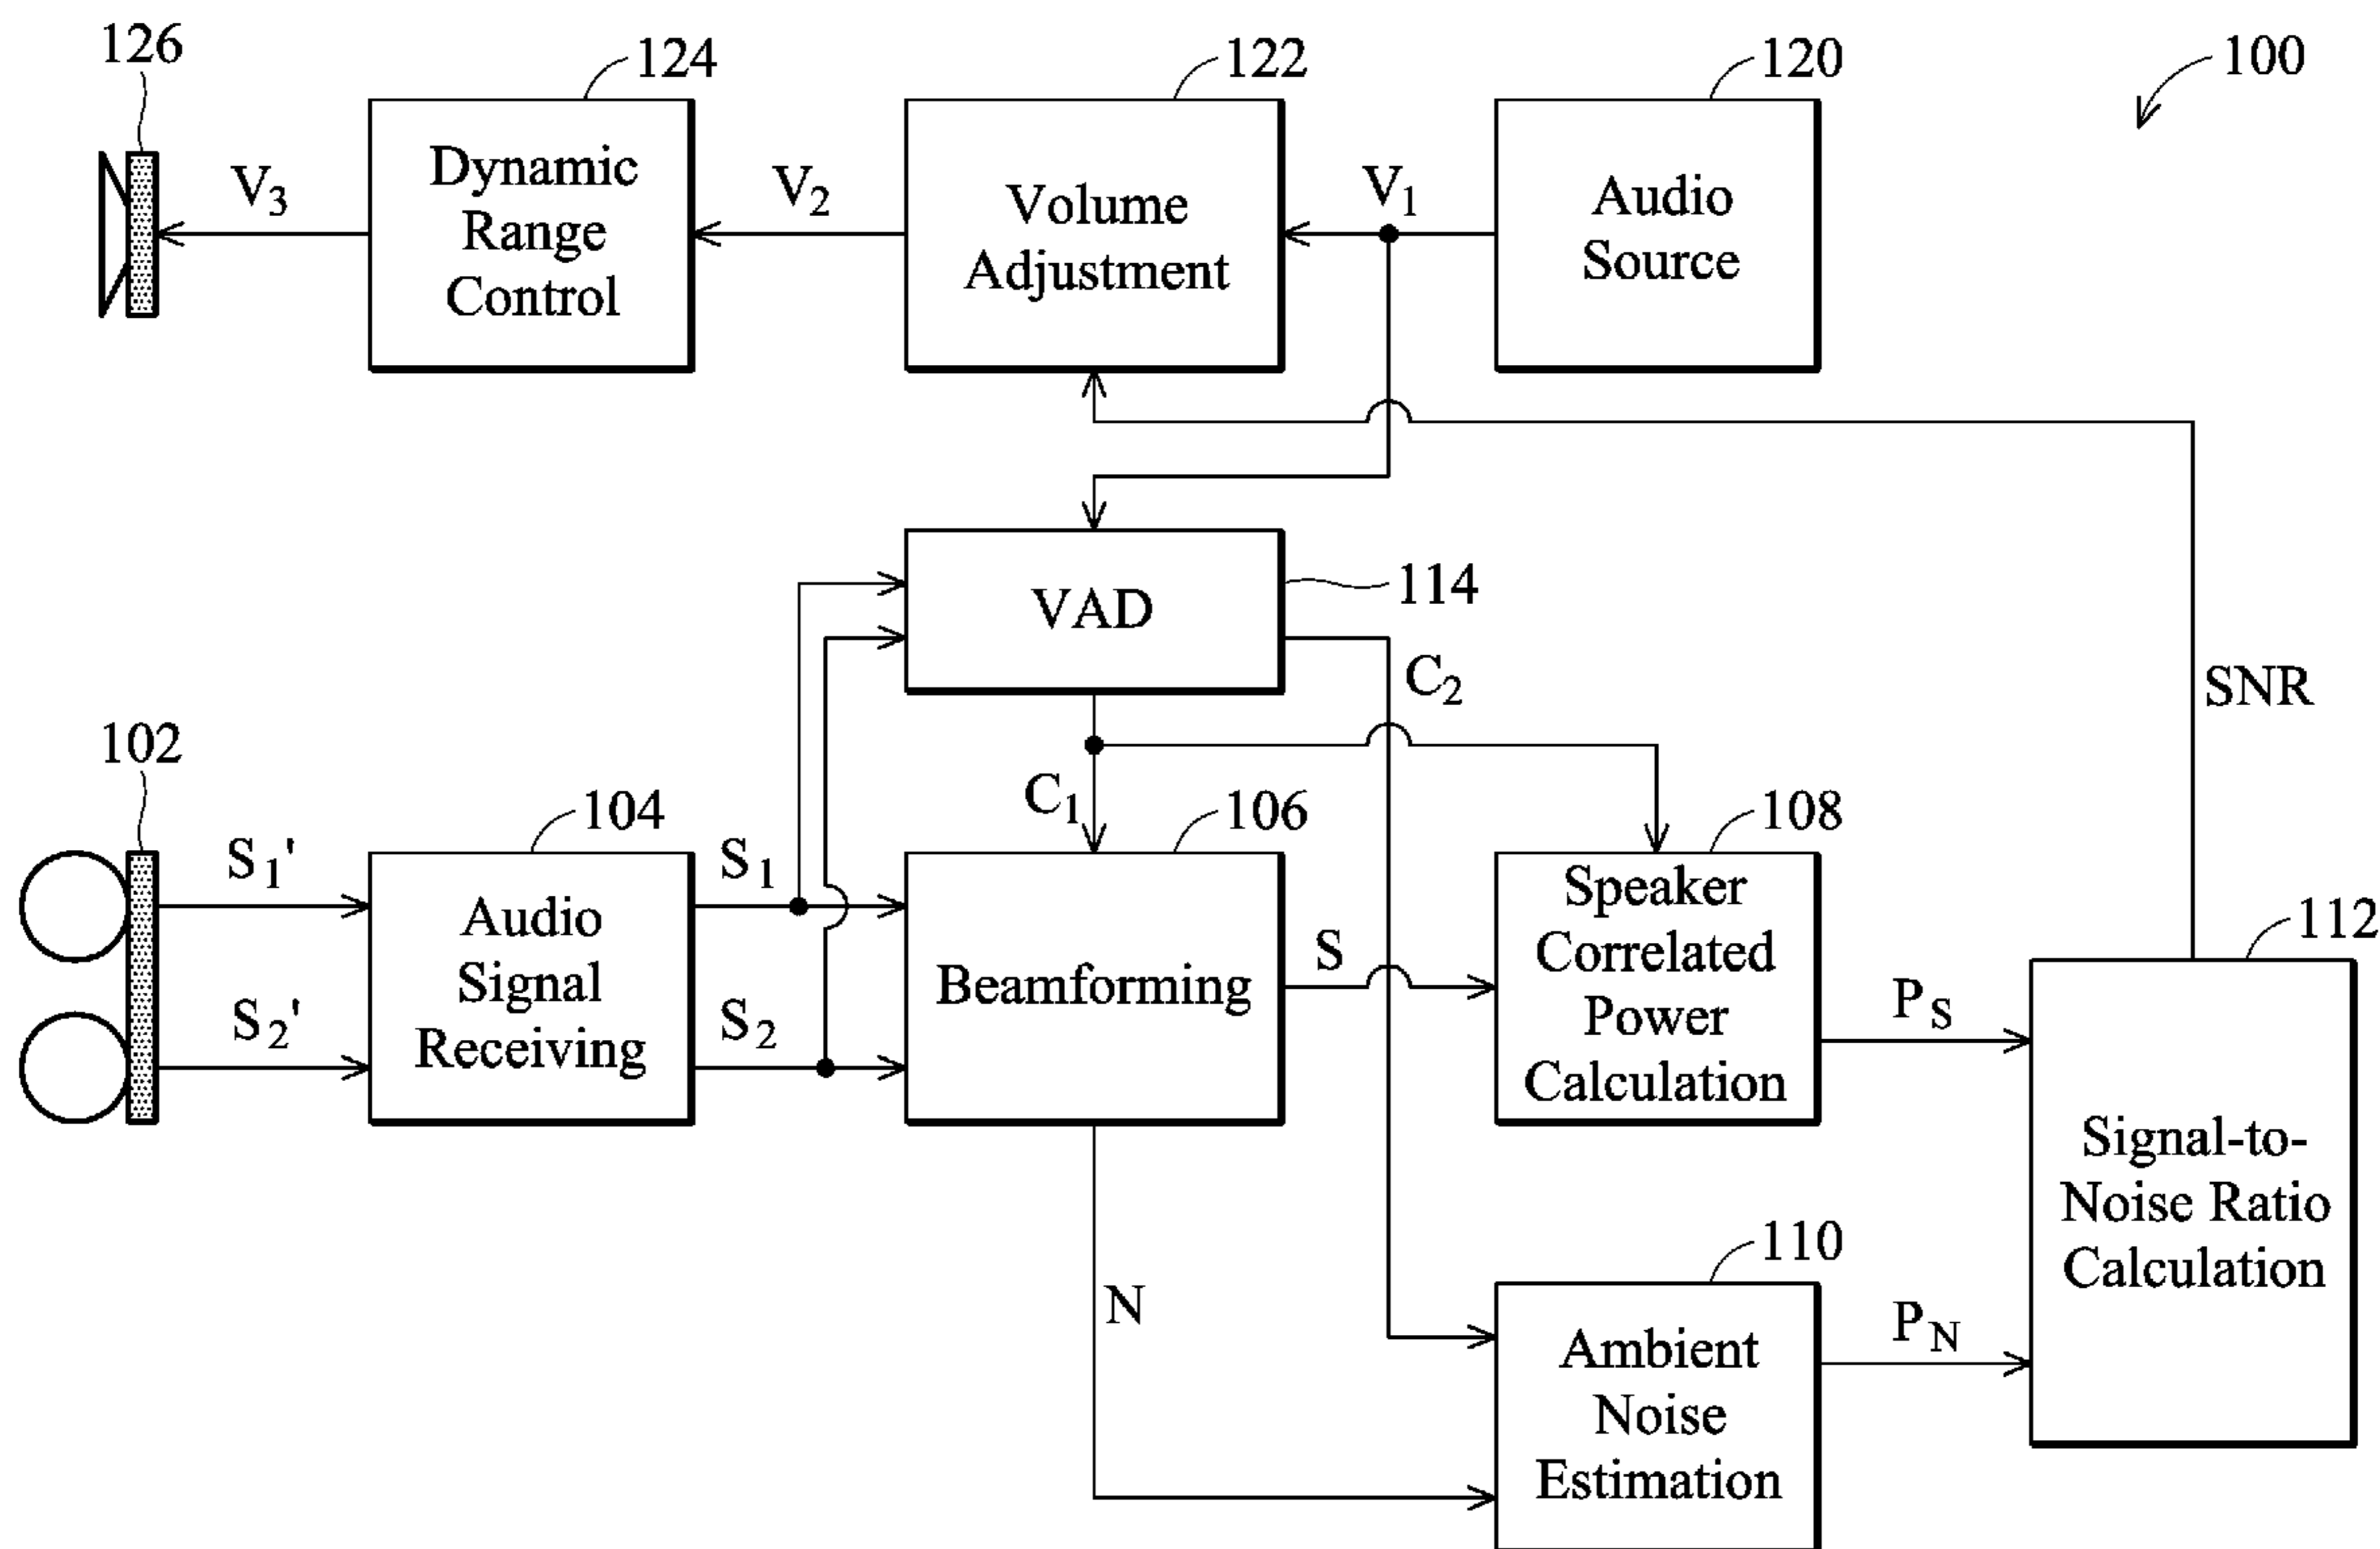 126
124
122
120
100
Dynamic
Range
Control
Volume
Adjustment
Audio
Source
V3
V2
V1
VAD
114
C2
SNR
102
104
C1
106
108
112
S1'
S2'
Audio
Signal
Receiving
S1
S2
Beamforming
S
N
Speaker
Correlated
Power
Calculation
PS
110
Ambient
Noise
Estimation
PN
Signal-to-
Noise Ratio
Calculation